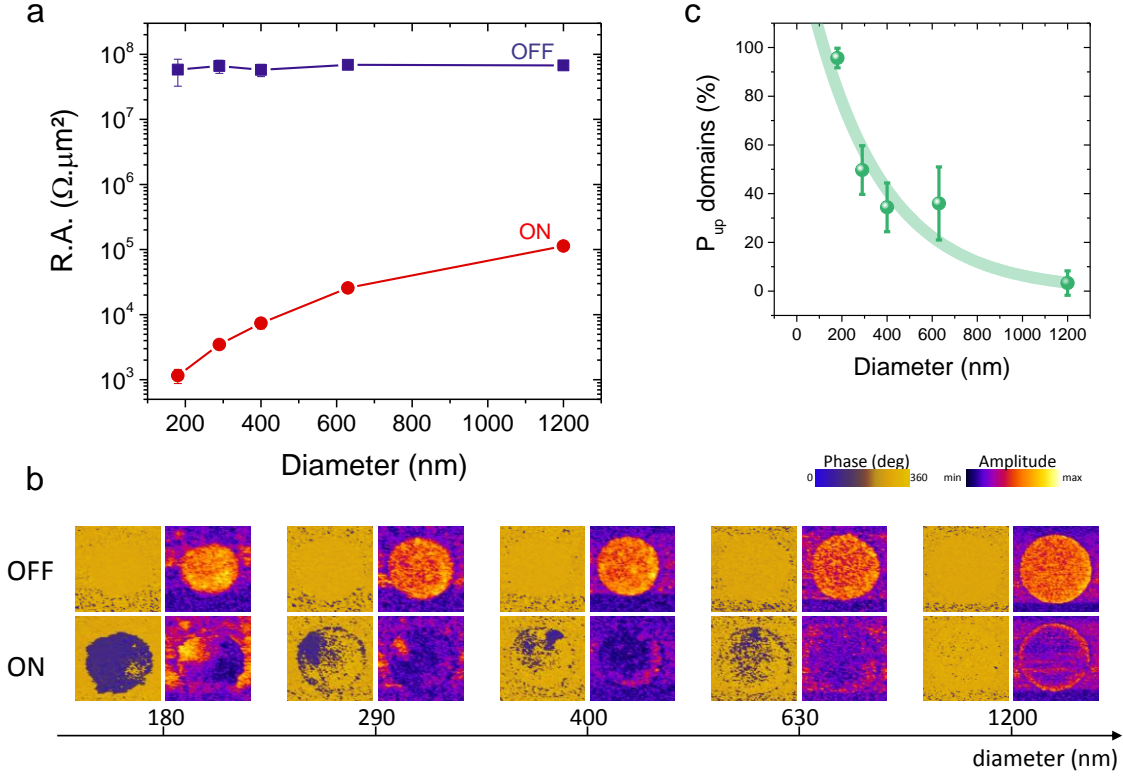 a
10⁸
10⁷
10⁶
10⁵
10⁴
10³
R.A. (Ω.μm²)
OFF
ON
200 400 600 800 1000 1200
Diameter (nm)
c
100
80
60
40
20
0
P_up domains (%)
0 200 400 600 800 1000 1200
Diameter (nm)
b
Phase (deg)
0 360
Amplitude
min max
OFF
ON
180 290 400 630 1200
diameter (nm)